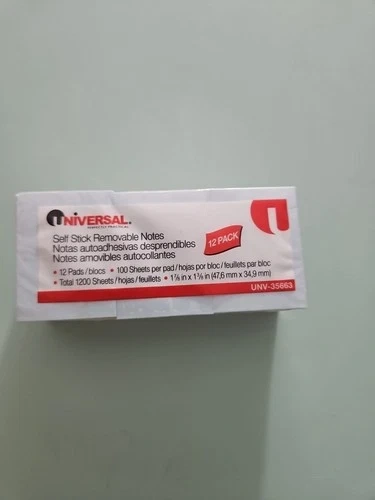 UNIVERSAL®
Self Stick Removable Notes
Notas autoadhesivas desprendibles
Notes amovibles autocollantes
12 PACK
• 12 Pads / blocs • 100 Sheets per pad / hojas por bloc / feuillets par bloc
• Total 1200 Sheets / hojas / feuillets • 1⅞ in x 1⅜ in (47,6 mm x 34,9 mm)
UNV-35663